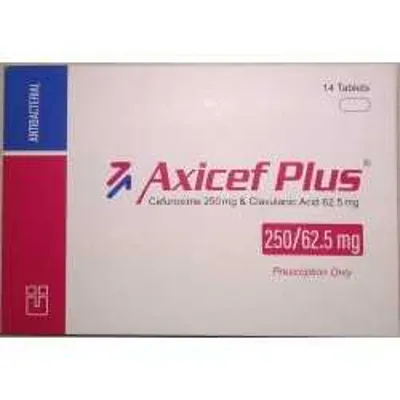 14 Tablets
ANTIBACTERIAL
Axicef Plus®
Cefuroxime 250 mg & Clavulanic Acid 62.5 mg
250/62.5 mg
Prescription Only